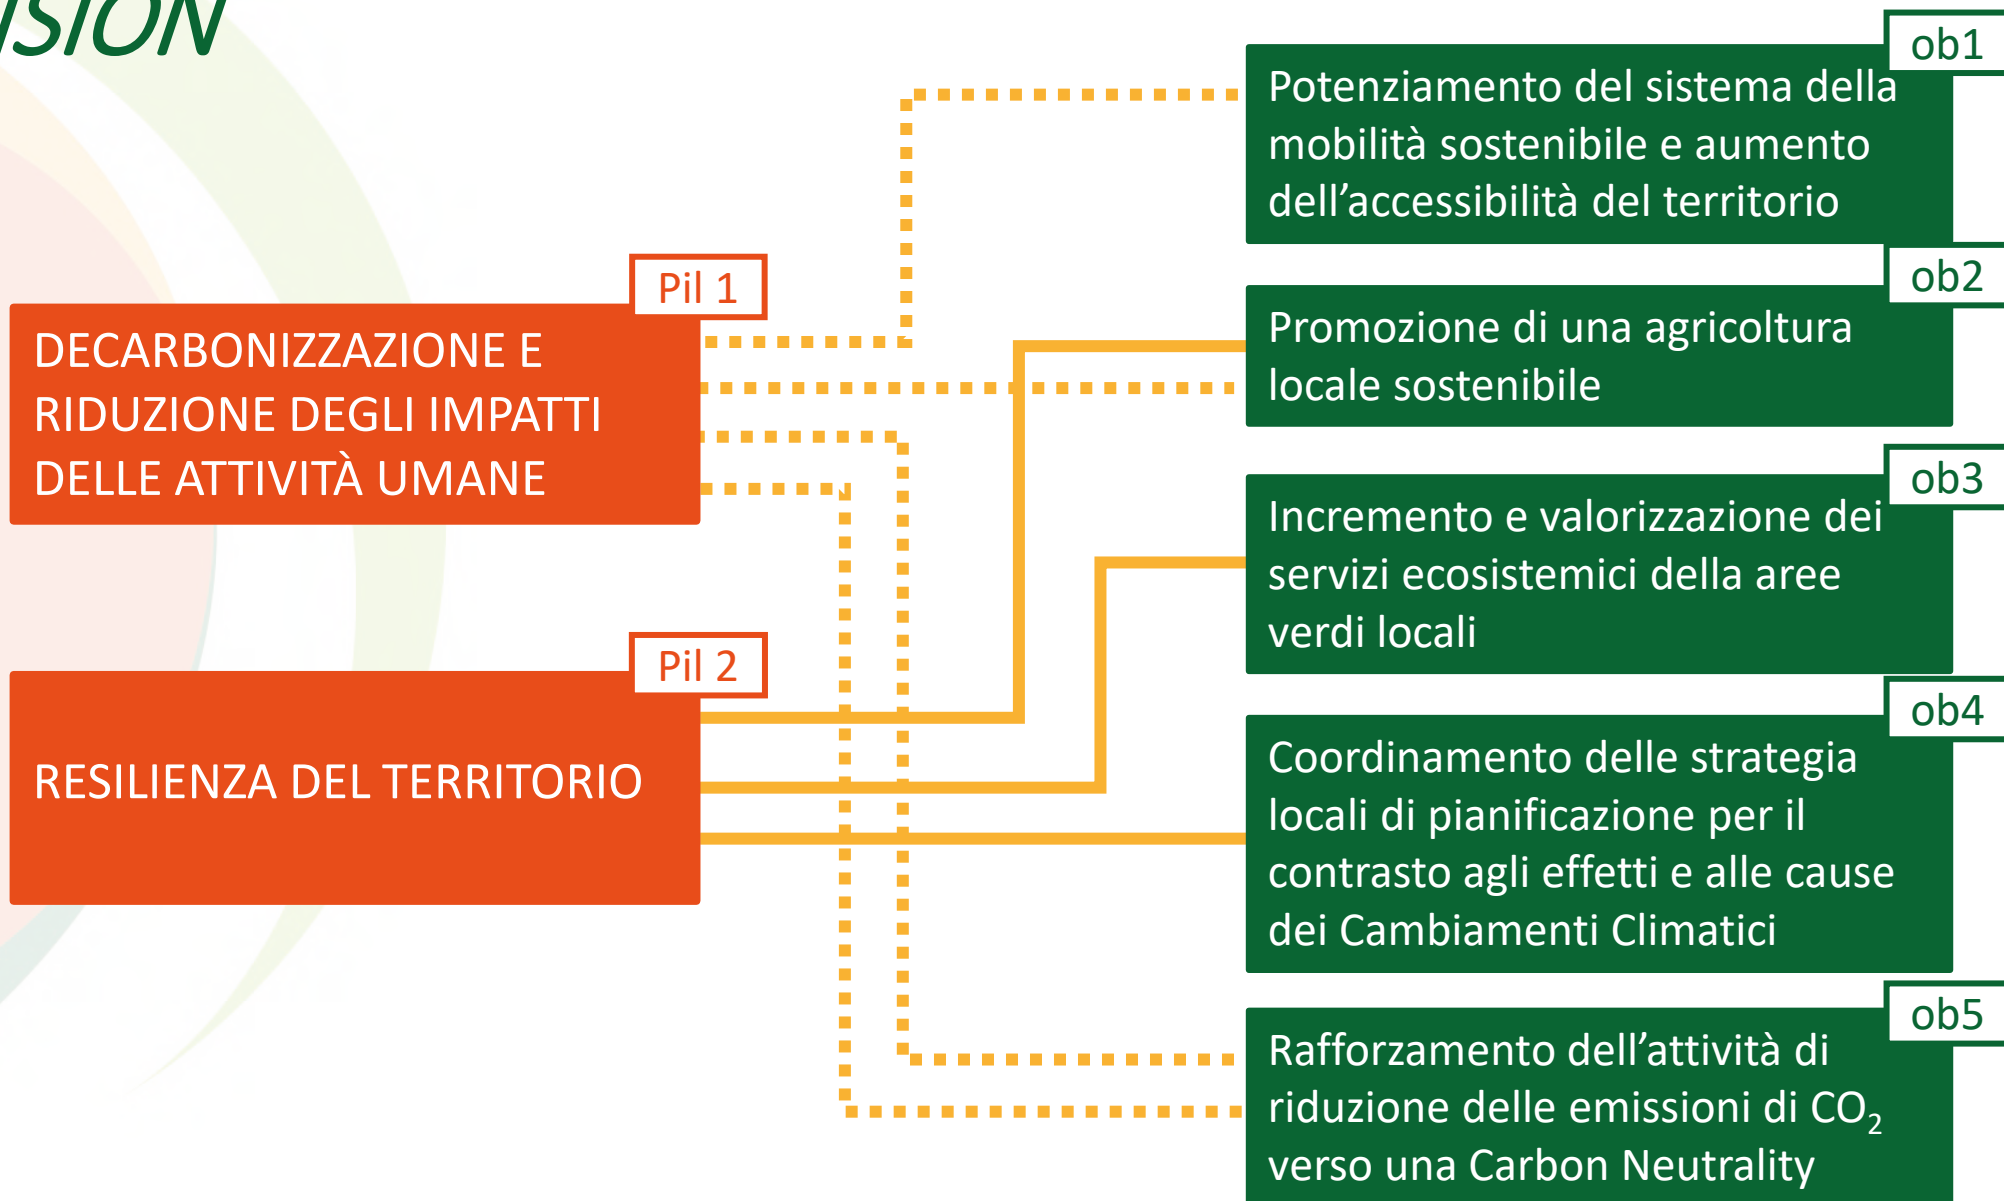 ISION
Pil 1
DECARBONIZZAZIONE E
RIDUZIONE DEGLI IMPATTI
DELLE ATTIVITÀ UMANE
Pil 2
RESILIENZA DEL TERRITORIO
ob1
Potenziamento del sistema della
mobilità sostenibile e aumento
dell’accessibilità del territorio
ob2
Promozione di una agricoltura
locale sostenibile
ob3
Incremento e valorizzazione dei
servizi ecosistemici della aree
verdi locali
ob4
Coordinamento delle strategia
locali di pianificazione per il
contrasto agli effetti e alle cause
dei Cambiamenti Climatici
ob5
Rafforzamento dell’attività di
riduzione delle emissioni di CO₂
verso una Carbon Neutrality